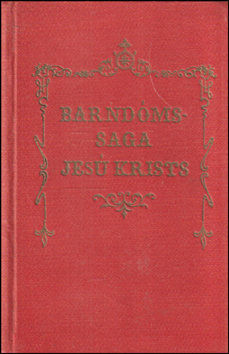 BARNDÓMS-
SAGA
JESÚ KRISTS